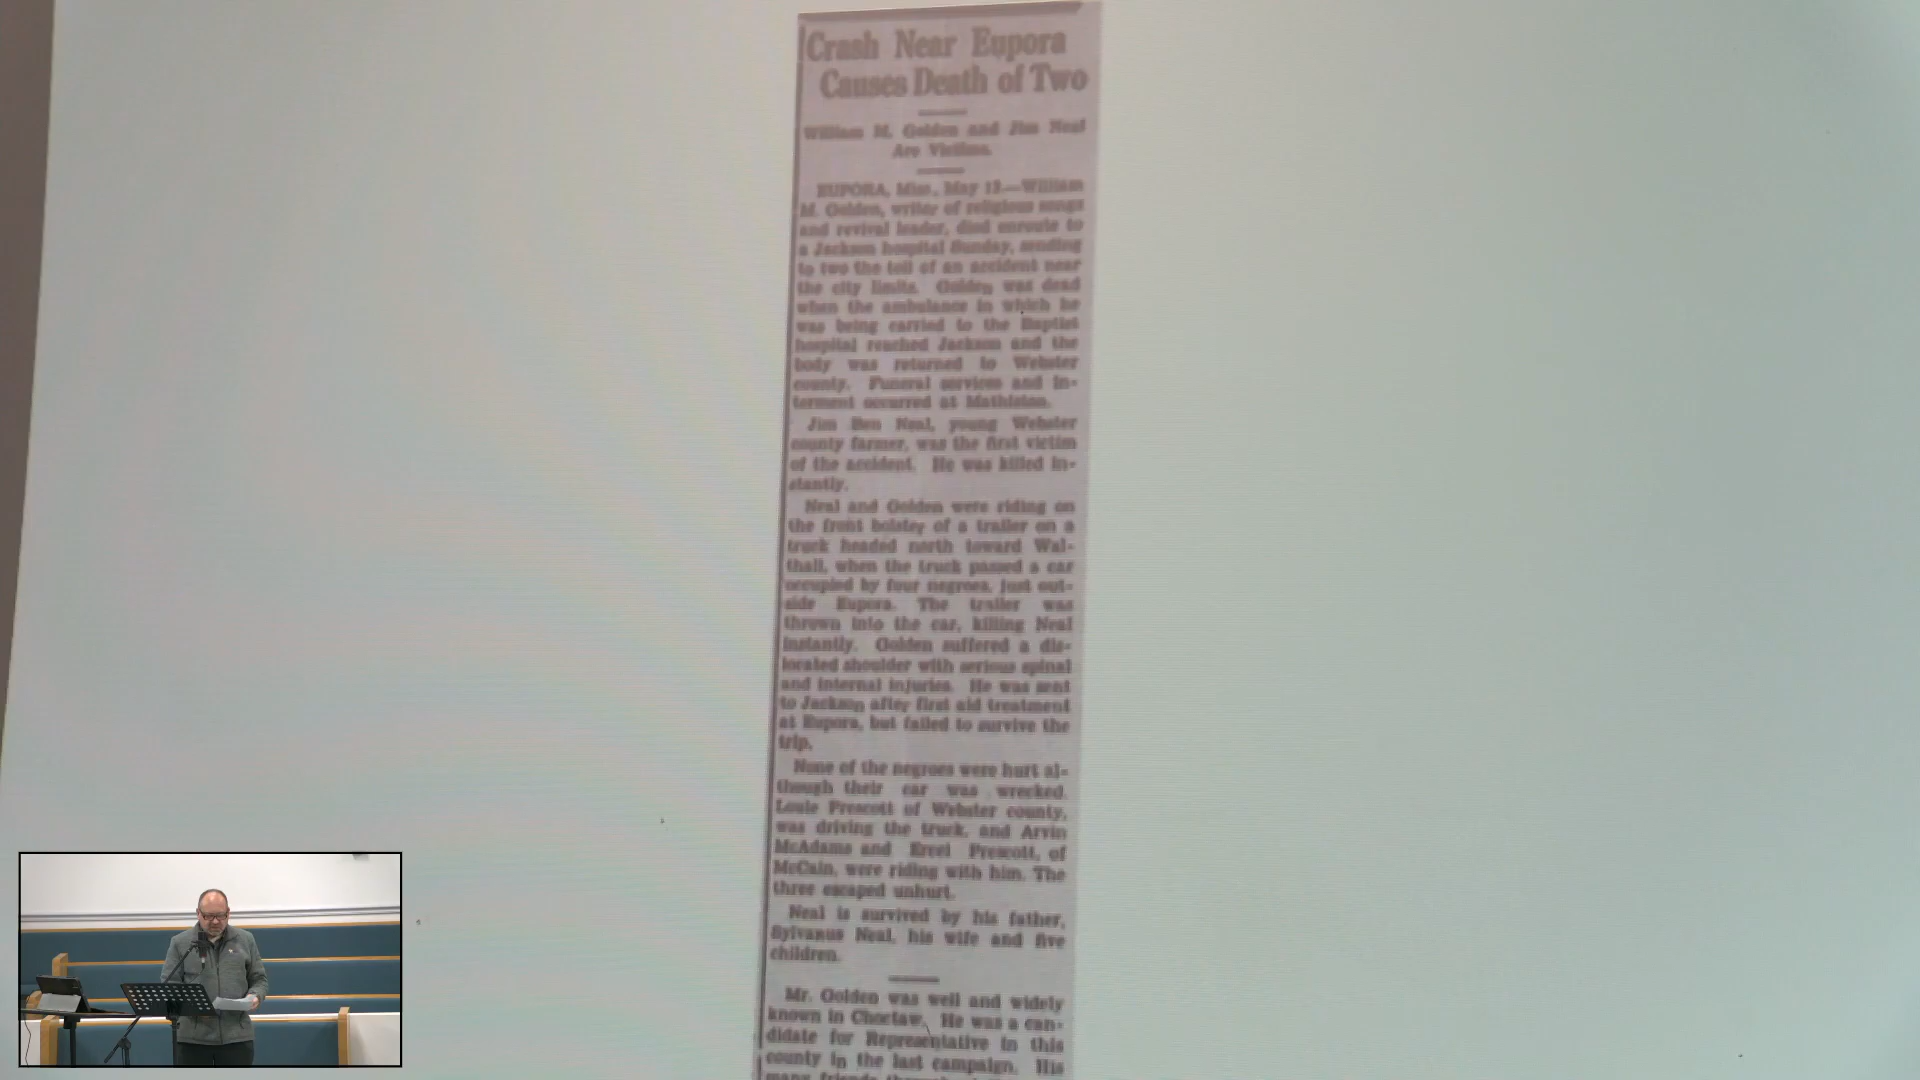 Crash Near Eupora
Causes Death of Two
William M. Golden and Jim Neal
Are Victims.
EUPORA, Miss., May 12.—William
M. Golden, writer of religious songs
and revival leader, died enroute to
a Jackson hospital Sunday, sending
to two the toll of an accident near
the city limits. Golden was dead
when the ambulance in which he
was being carried to the Baptist
hospital reached Jackson and the
body was returned to Webster
county. Funeral services and in-
terment occurred at Mathiston.
Jim Ben Neal, young Webster
county farmer, was the first victim
of the accident. He was killed in-
stantly.
Neal and Golden were riding on
the front bolster of a trailer on a
truck headed north toward Wal-
thall, when the truck passed a car
occupied by four negroes, just out-
side Eupora. The trailer was
thrown into the car, killing Neal
instantly. Golden suffered a dis-
located shoulder with serious spinal
and internal injuries. He was sent
to Jackson after first aid treatment
at Eupora, but failed to survive the
trip.
None of the negroes were hurt al-
though their car was wrecked.
Louie Prescott of Webster county,
was driving the truck, and Arvin
McAdams and Ercel Prescott, of
McCain, were riding with him. The
three escaped unhurt.
Neal is survived by his father,
Sylvanus Neal, his wife and five
children.
Mr. Golden was well and widely
known in Choctaw. He was a can-
didate for Representative in this
county in the last campaign. His
many friends